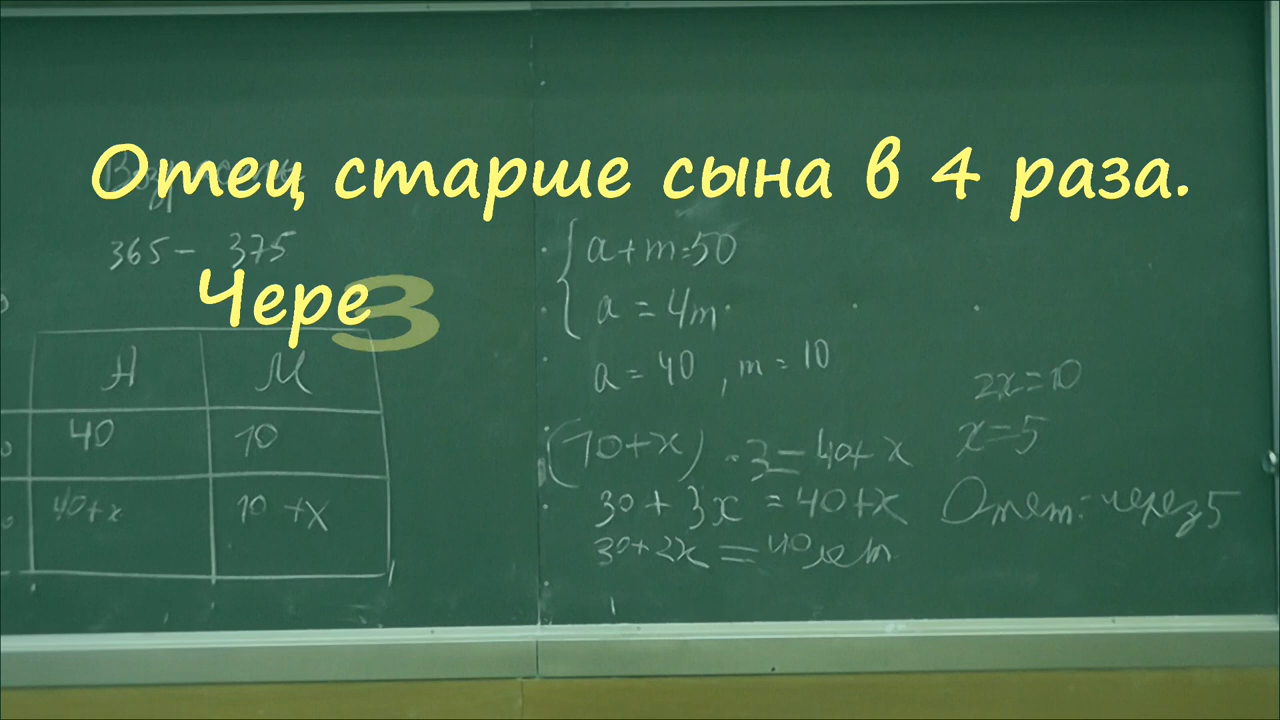 Отец старше сына в 4 раза.
Через
365 - 375
А М
40 10
40+x 10+x
a+m=50
a = 4m
a = 40, m = 10
(10+x) · 3 = 40+x
30 + 3x = 40+x
30+2x = 40 лет
2x=10
x=5
Ответ: через 5